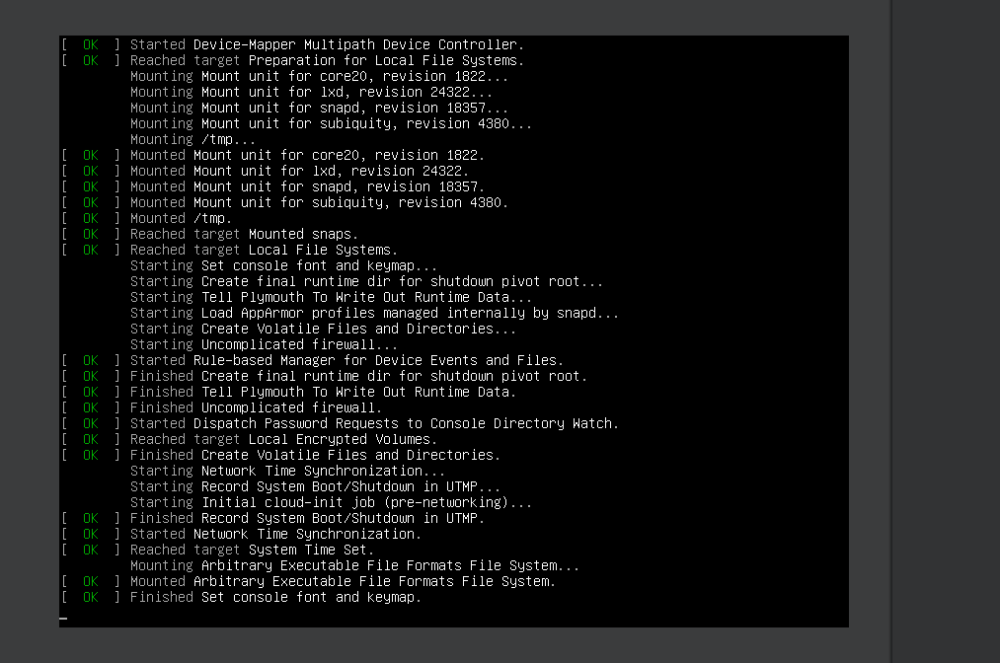 [  OK  ] Started Device-Mapper Multipath Device Controller.
[  OK  ] Reached target Preparation for Local File Systems.
Mounting Mount unit for core20, revision 1822...
Mounting Mount unit for lxd, revision 24322...
Mounting Mount unit for snapd, revision 18357...
Mounting Mount unit for subiquity, revision 4380...
Mounting /tmp...
[  OK  ] Mounted Mount unit for core20, revision 1822.
[  OK  ] Mounted Mount unit for lxd, revision 24322.
[  OK  ] Mounted Mount unit for snapd, revision 18357.
[  OK  ] Mounted Mount unit for subiquity, revision 4380.
[  OK  ] Mounted /tmp.
[  OK  ] Reached target Mounted snaps.
[  OK  ] Reached target Local File Systems.
Starting Set console font and keymap...
Starting Create final runtime dir for shutdown pivot root...
Starting Tell Plymouth To Write Out Runtime Data...
Starting Load AppArmor profiles managed internally by snapd...
Starting Create Volatile Files and Directories...
Starting Uncomplicated firewall...
[  OK  ] Started Rule-based Manager for Device Events and Files.
[  OK  ] Finished Create final runtime dir for shutdown pivot root.
[  OK  ] Finished Tell Plymouth To Write Out Runtime Data.
[  OK  ] Finished Uncomplicated firewall.
[  OK  ] Started Dispatch Password Requests to Console Directory Watch.
[  OK  ] Reached target Local Encrypted Volumes.
[  OK  ] Finished Create Volatile Files and Directories.
Starting Network Time Synchronization...
Starting Record System Boot/Shutdown in UTMP...
Starting Initial cloud-init job (pre-networking)...
[  OK  ] Finished Record System Boot/Shutdown in UTMP.
[  OK  ] Started Network Time Synchronization.
[  OK  ] Reached target System Time Set.
Mounting Arbitrary Executable File Formats File System...
[  OK  ] Mounted Arbitrary Executable File Formats File System.
[  OK  ] Finished Set console font and keymap.